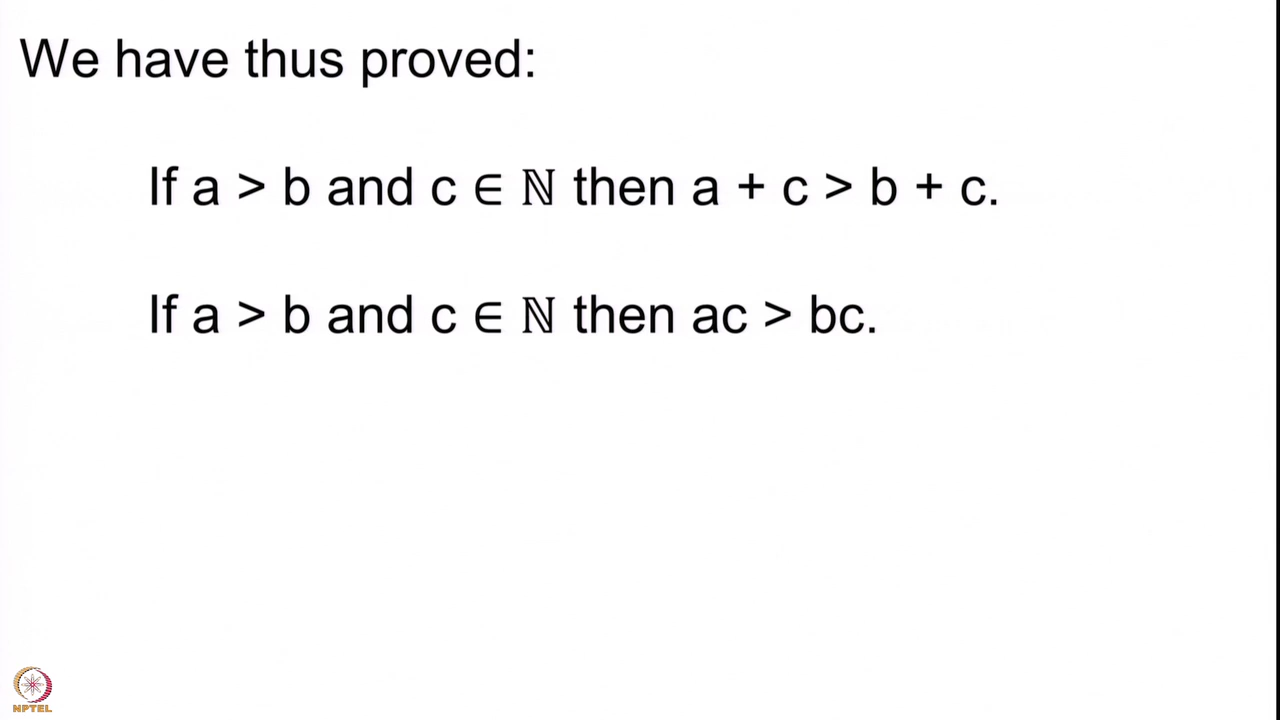 We have thus proved:
If a > b and c ∈ ℕ then a + c > b + c.
If a > b and c ∈ ℕ then ac > bc.
NPTEL